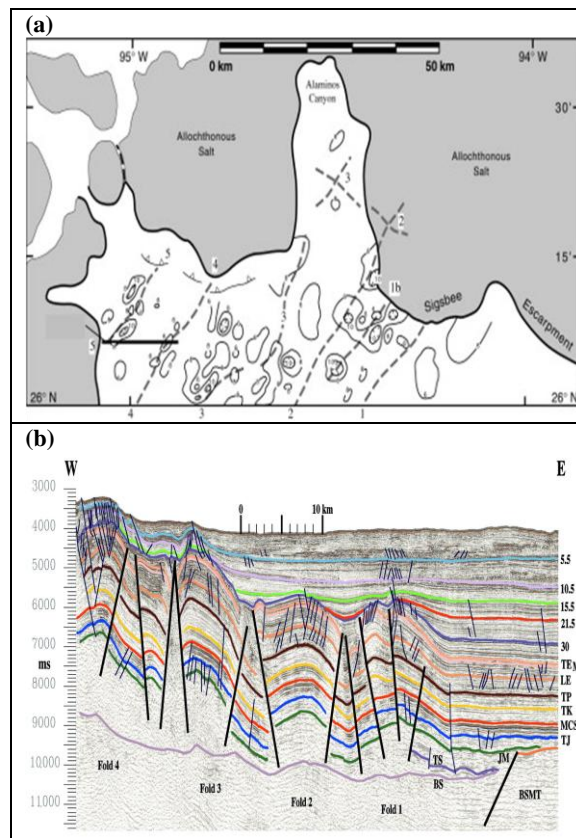 (a)
95° W
94° W
0 km
50 km
Alaminos
Canyon
30'
Allochthonous
Salt
Allochthonous
Salt
3
2
15'
5
4
3
1b
Sigsbee
Escarpment
5
26° N
26° N
4
3
2
1
(b)
W
E
3000
4000
5000
6000
7000
ms
8000
9000
10000
11000
0
10 km
5.5
10.5
15.5
21.5
30
LE
TP
TK
MCS
TJ
Fold 4
Fold 3
Fold 2
Fold 1
TS
JM
BS
BSMT